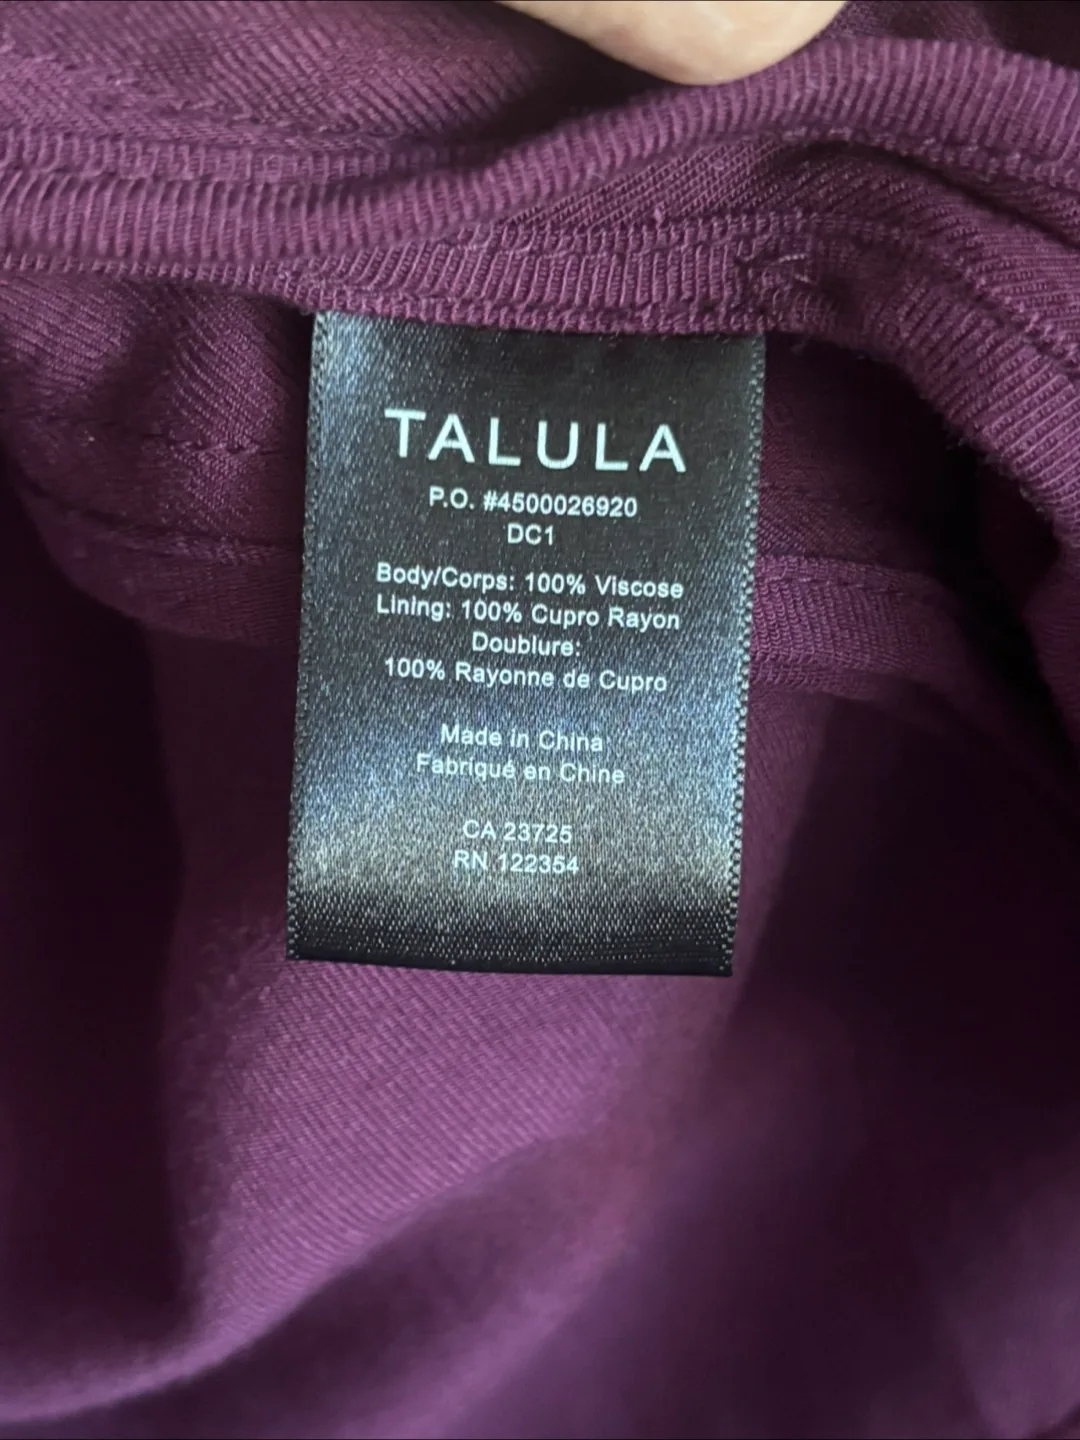 TALULA
P.O. #4500026920
DC1
Body/Corps: 100% Viscose
Lining: 100% Cupro Rayon
Doublure:
100% Rayonne de Cupro
Made in China
Fabriqué en Chine
CA 23725
RN 122354